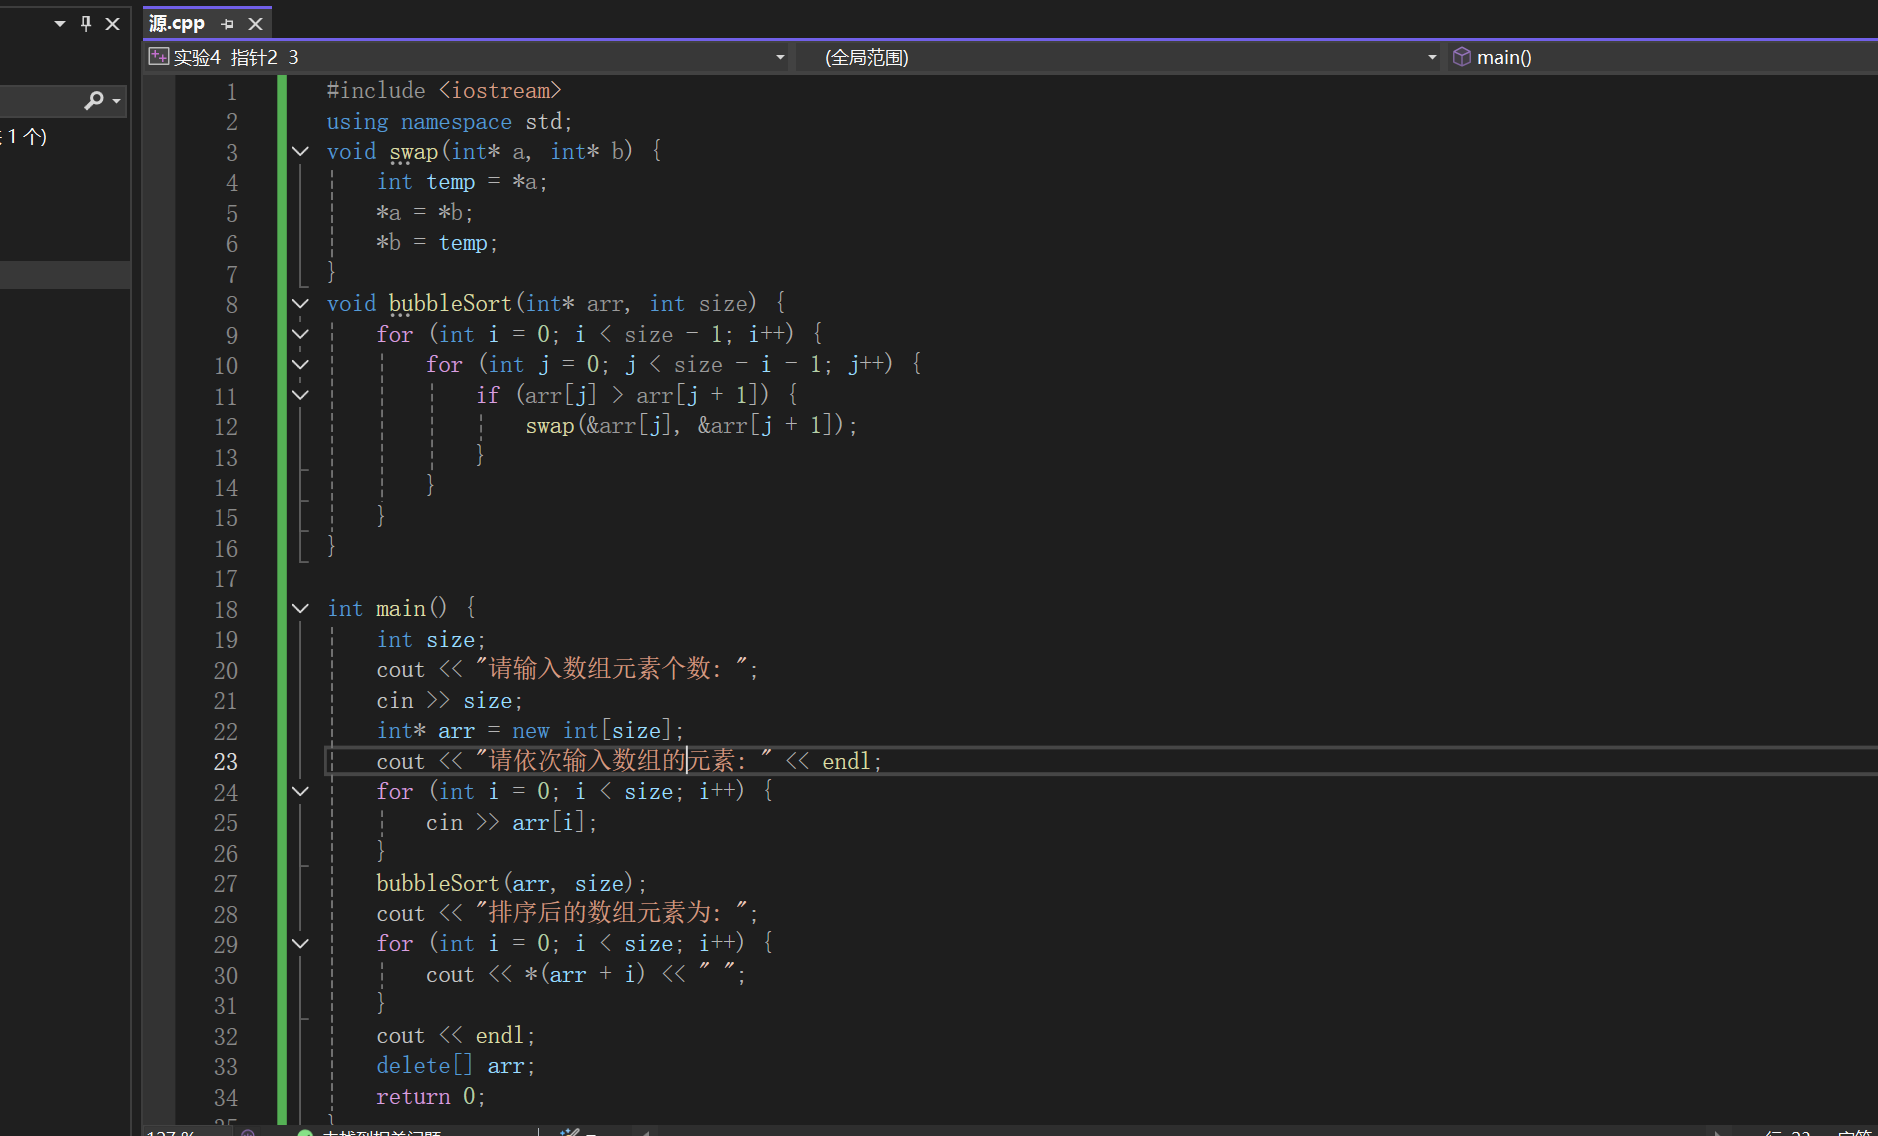 源.cpp
实验4 指针2 3
(全局范围)
main()
1 个)
1 #include <iostream>
2 using namespace std;
3 void swap(int* a, int* b) {
4 int temp = *a;
5 *a = *b;
6 *b = temp;
7 }
8 void bubbleSort(int* arr, int size) {
9 for (int i = 0; i < size - 1; i++) {
10 for (int j = 0; j < size - i - 1; j++) {
11 if (arr[j] > arr[j + 1]) {
12 swap(&arr[j], &arr[j + 1]);
13 }
14 }
15 }
16 }
17
18 int main() {
19 int size;
20 cout << "请输入数组元素个数: ";
21 cin >> size;
22 int* arr = new int[size];
23 cout << "请依次输入数组的元素: " << endl;
24 for (int i = 0; i < size; i++) {
25 cin >> arr[i];
26 }
27 bubbleSort(arr, size);
28 cout << "排序后的数组元素为: ";
29 for (int i = 0; i < size; i++) {
30 cout << *(arr + i) << " ";
31 }
32 cout << endl;
33 delete[] arr;
34 return 0;
}